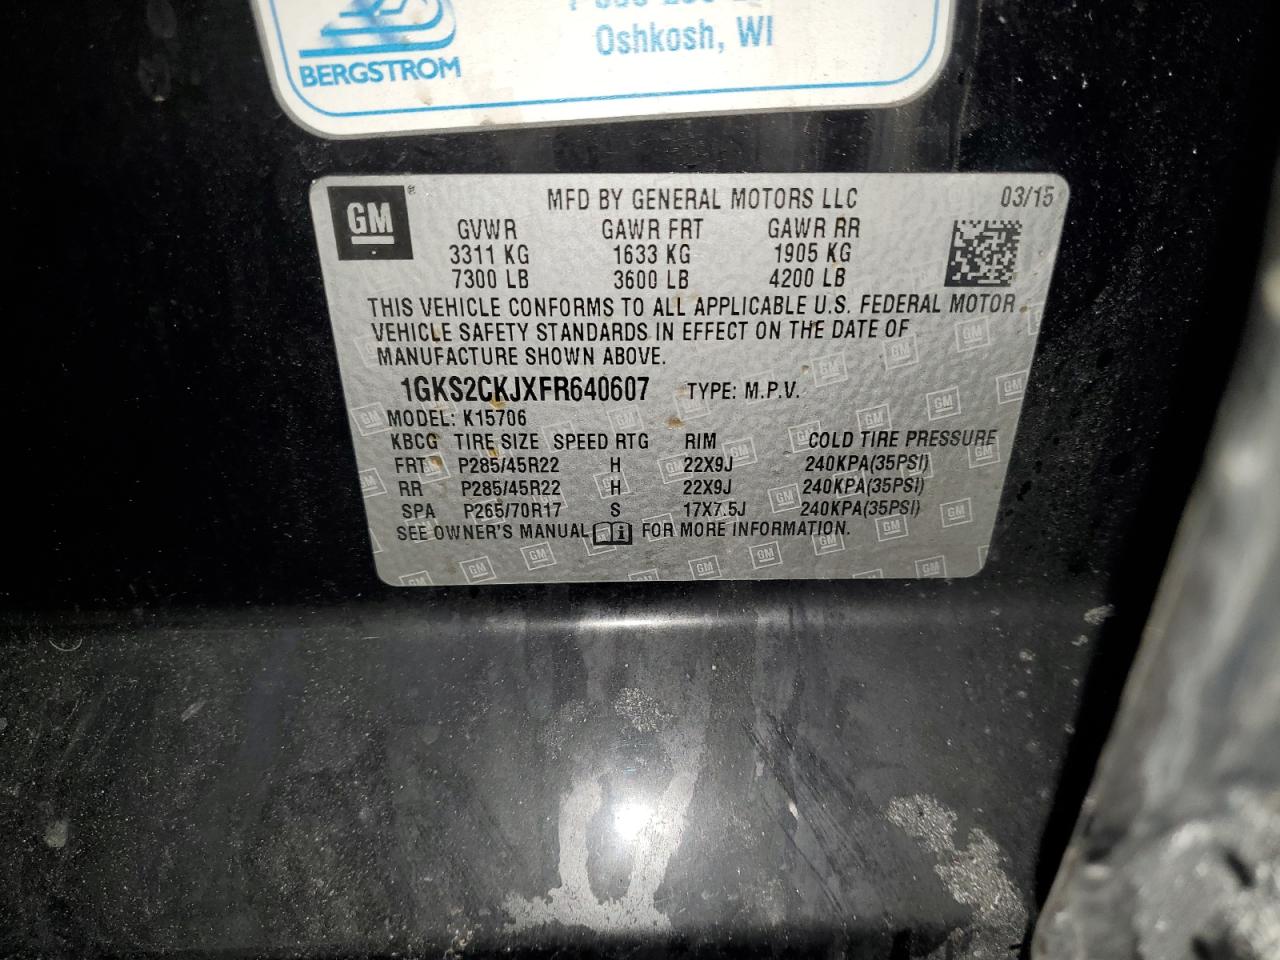 Oshkosh, WI
BERGSTROM
GM ®
MFD BY GENERAL MOTORS LLC 03/15
GVWR GAWR FRT GAWR RR
3311 KG 1633 KG 1905 KG
7300 LB 3600 LB 4200 LB
THIS VEHICLE CONFORMS TO ALL APPLICABLE U.S. FEDERAL MOTOR
VEHICLE SAFETY STANDARDS IN EFFECT ON THE DATE OF
MANUFACTURE SHOWN ABOVE.
1GKS2CKJXFR640607 TYPE: M.P.V.
MODEL: K15706
KBCG TIRE SIZE SPEED RTG RIM COLD TIRE PRESSURE
FRT P285/45R22 H 22X9J 240KPA(35PSI)
RR P285/45R22 H 22X9J 240KPA(35PSI)
SPA P265/70R17 S 17X7.5J 240KPA(35PSI)
SEE OWNER'S MANUAL FOR MORE INFORMATION.